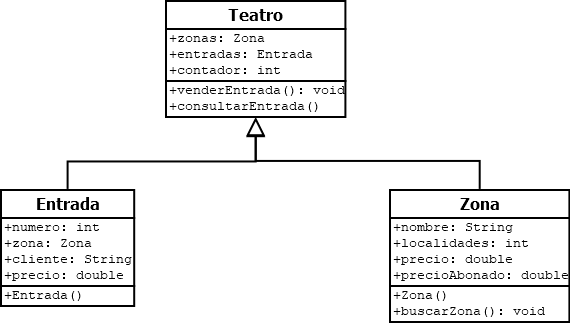 Teatro
+zonas: Zona
+entradas: Entrada
+contador: int
+venderEntrada(): void
+consultarEntrada()
Entrada
+numero: int
+zona: Zona
+cliente: String
+precio: double
+Entrada()
Zona
+nombre: String
+localidades: int
+precio: double
+precioAbonado: double
+Zona()
+buscarZona(): void